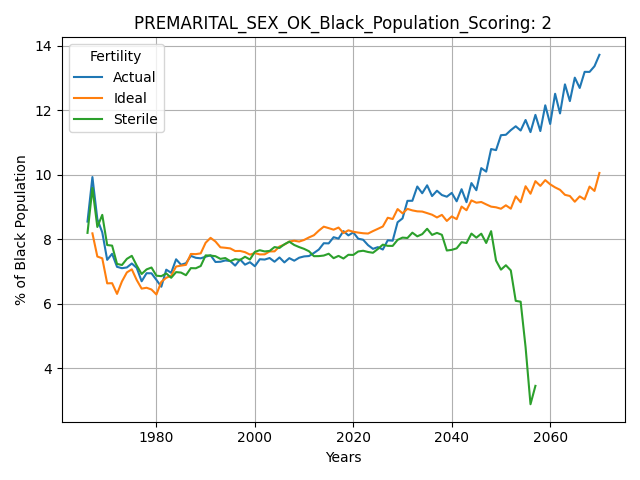 PREMARITAL_SEX_OK_Black_Population_Scoring: 2
Fertility
Actual
Ideal
Sterile
% of Black Population
14
12
10
8
6
4
1980
2000
2020
2040
2060
Years